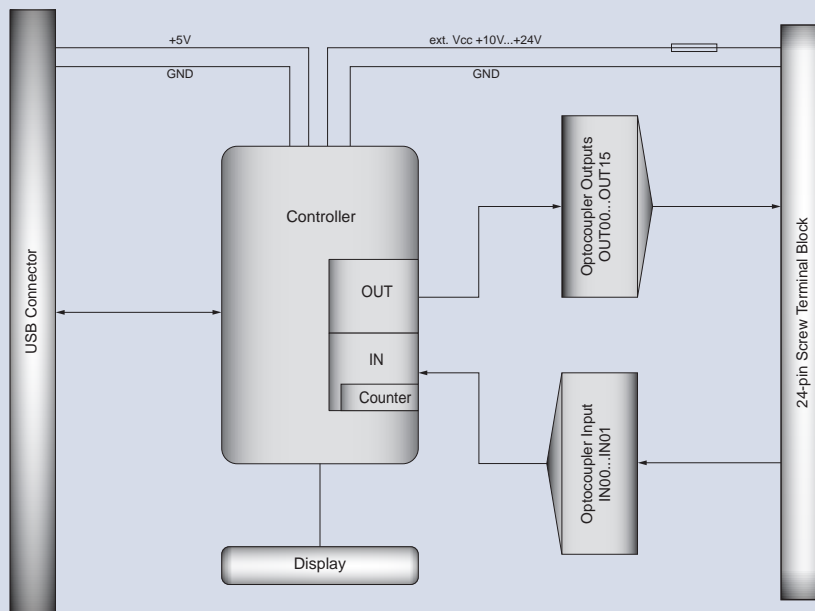 +5V
ext. Vcc +10V...+24V
GND
GND
USB Connector
Controller
OUT
IN
Counter
Optocoupler Outputs
OUT00...OUT15
Optocoupler Input
IN00...IN01
24-pin Screw Terminal Block
Display